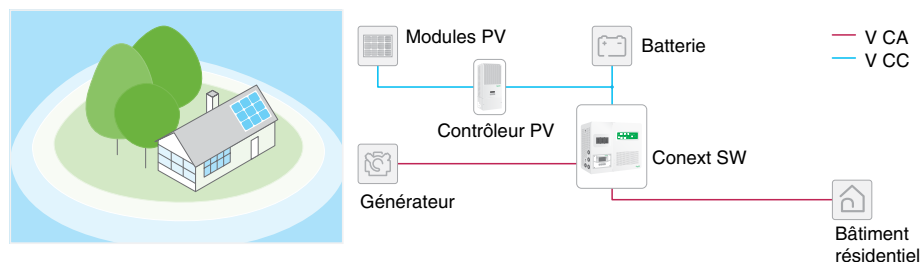 Modules PV
Batterie
V CA
V CC
Contrôleur PV
Conext SW
Générateur
Bâtiment
résidentiel